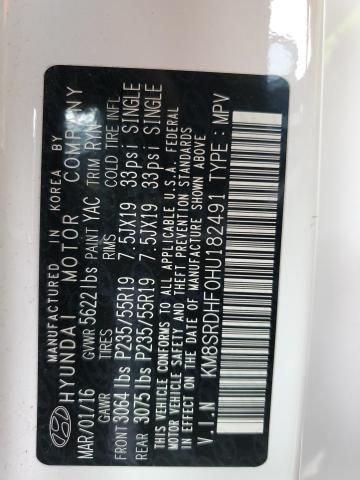 MANUFACTURED IN KOREA BY
HYUNDAI MOTOR COMPANY
MAR/01/16 PAINT YAC TRIM RYN
GVWR 5622 lbs
GAWR TIRES RIMS COLD TIRE INFL
FRONT 3064 lbs P235/55R19 7.5JX19 33psi SINGLE
REAR 3075 lbs P235/55R19 7.5JX19 33psi SINGLE
THIS VEHICLE CONFORMS TO ALL APPLICABLE U.S.A. FEDERAL
MOTOR VEHICLE SAFETY AND THEFT PREVENTION STANDARDS
IN EFFECT ON THE DATE OF MANUFACTURE SHOWN ABOVE
V.I.N KM8SRDHF0HU182491 TYPE : MPV